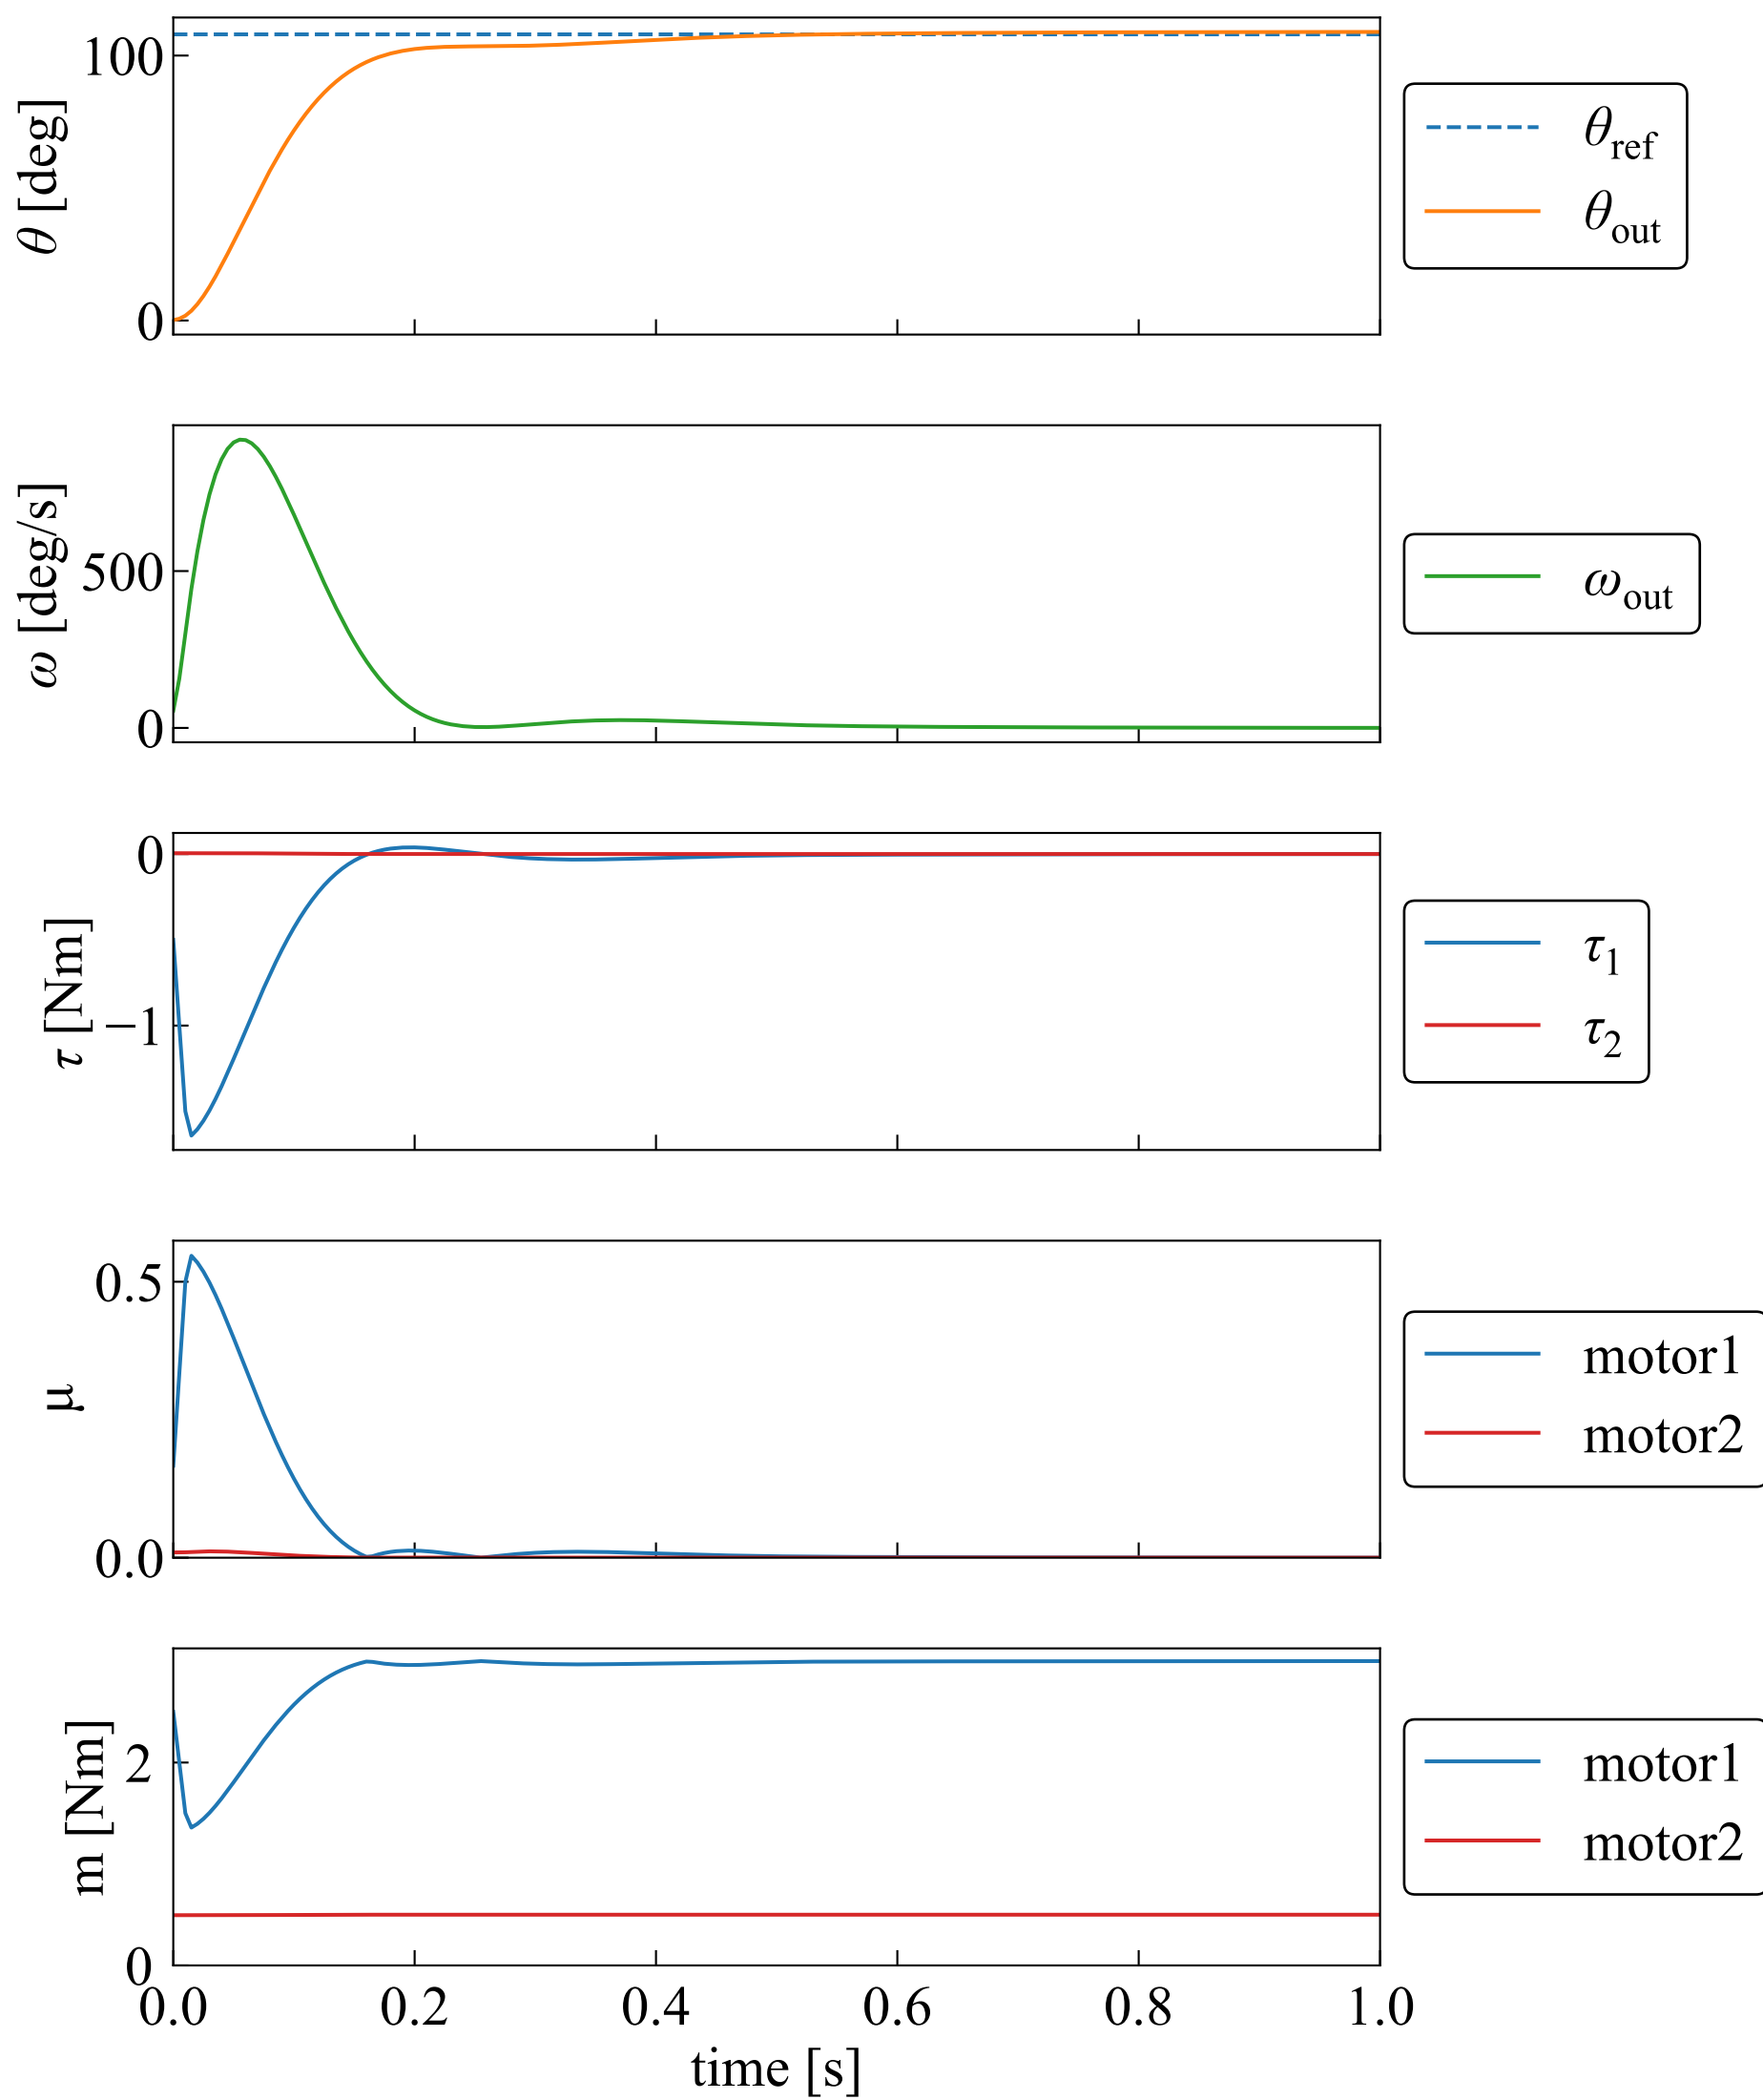 100
0
θ [deg]
θref
θout
500
0
ω [deg/s]
ωout
0
−1
τ [Nm]
τ1
τ2
0.5
0.0
μ
motor1
motor2
2
0
m [Nm]
motor1
motor2
0.0 0.2 0.4 0.6 0.8 1.0
time [s]